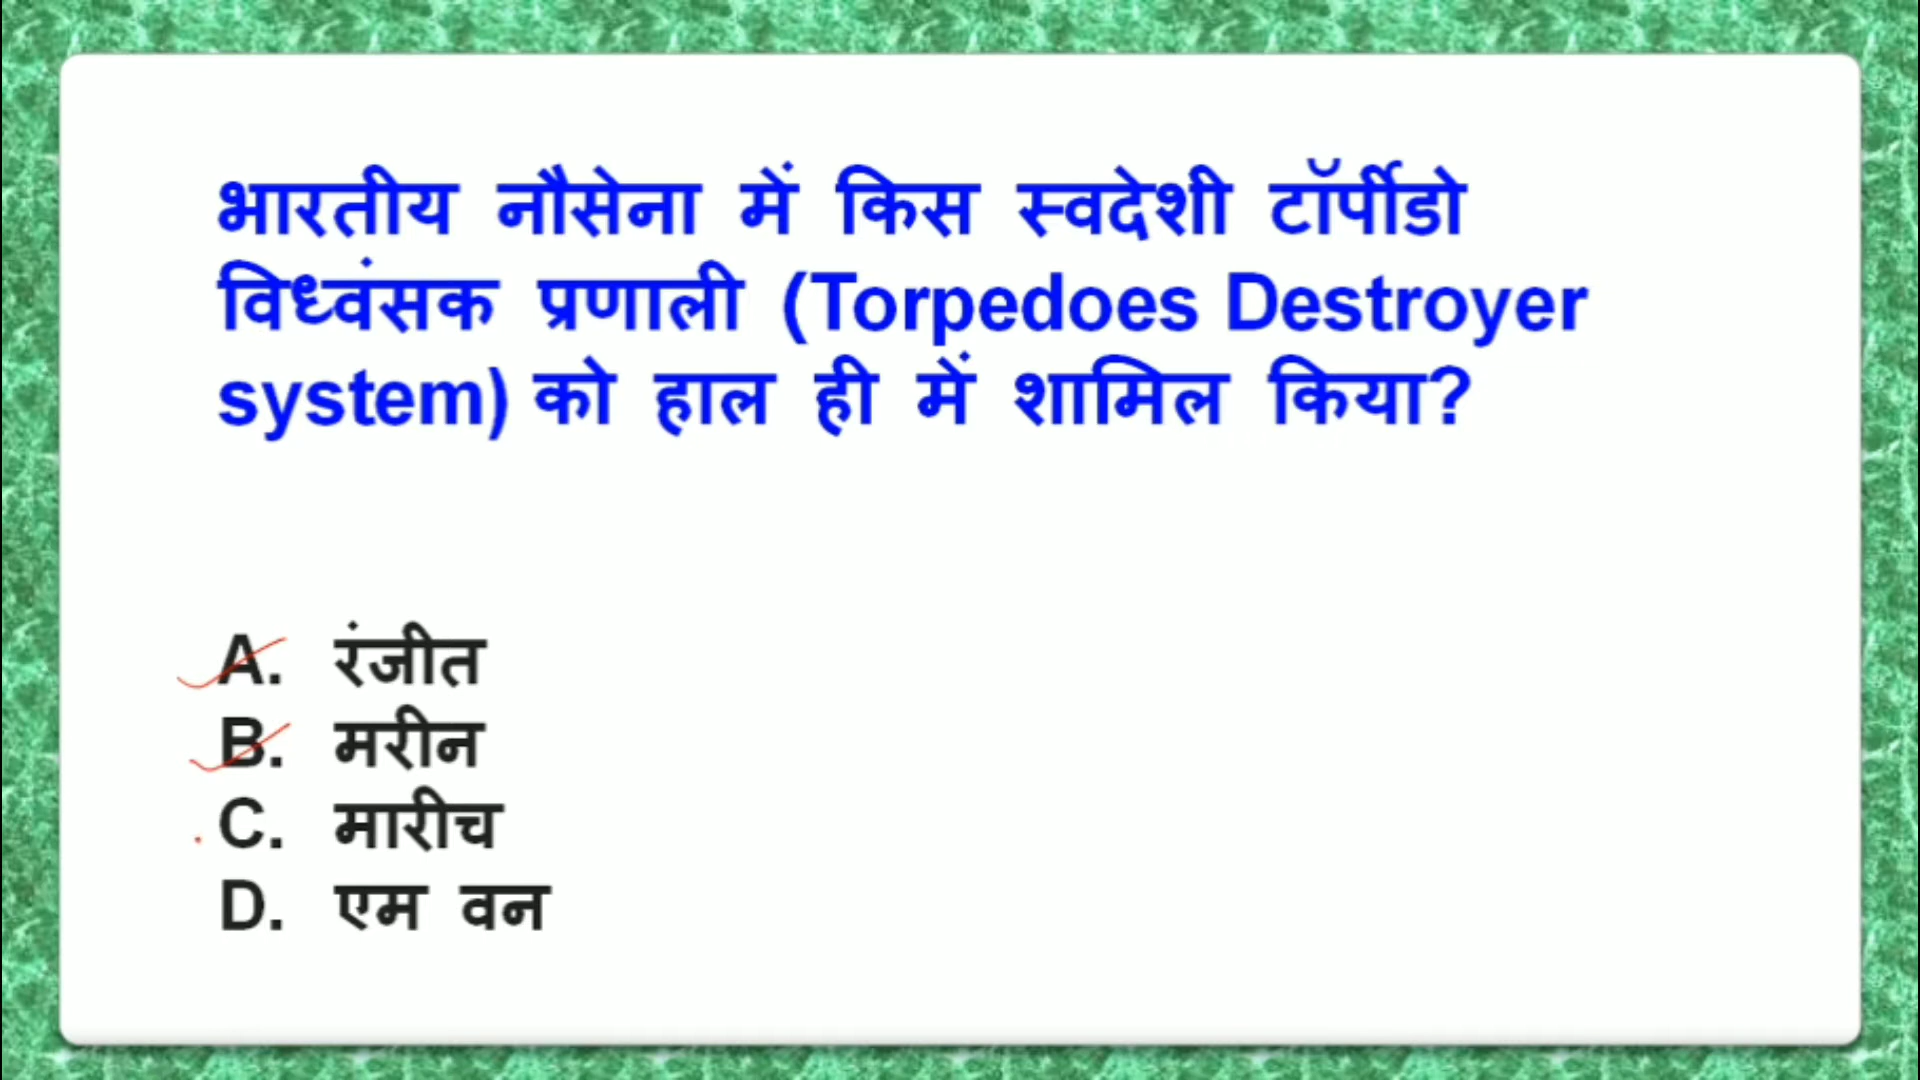 भारतीय नौसेना में किस स्वदेशी टॉर्पीडो
विध्वंसक प्रणाली (Torpedoes Destroyer
system) को हाल ही में शामिल किया?
A. रंजीत
B. मरीन
C. मारीच
D. एम वन